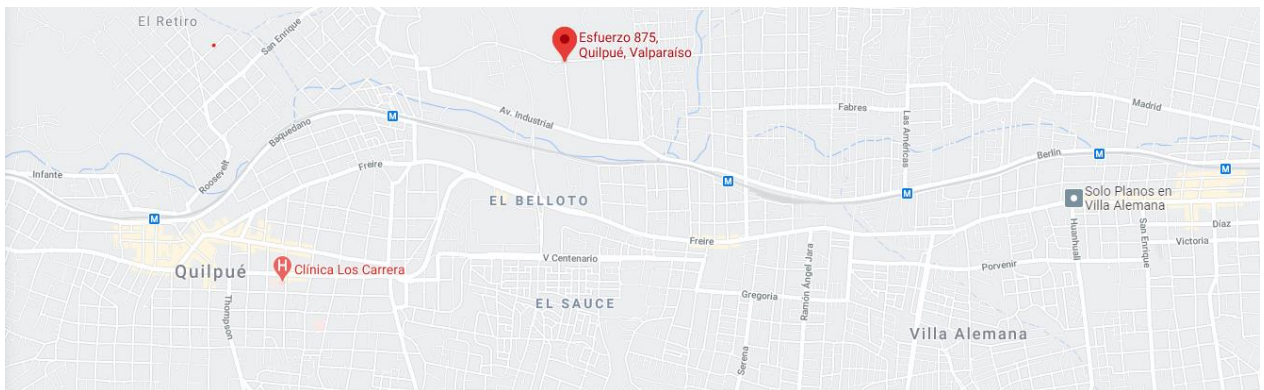 El Retiro
San Enrique
Esfuerzo 875,
Quilpué, Valparaíso
M
Av. Industrial
Fabres
Las Américas
Madrid
Baquedano
Infante
Roosevelt
Freire
M
Berlin
M
M
M
EL BELLOTO
M
Solo Planos en
Villa Alemana
Huanhualí
San Enrique
Díaz
Victoria
Quilpué
H
Clínica Los Carrera
V Centenario
Freire
Ramón Ángel Jara
Porvenir
Thompson
EL SAUCE
Gregoria
Serena
Villa Alemana